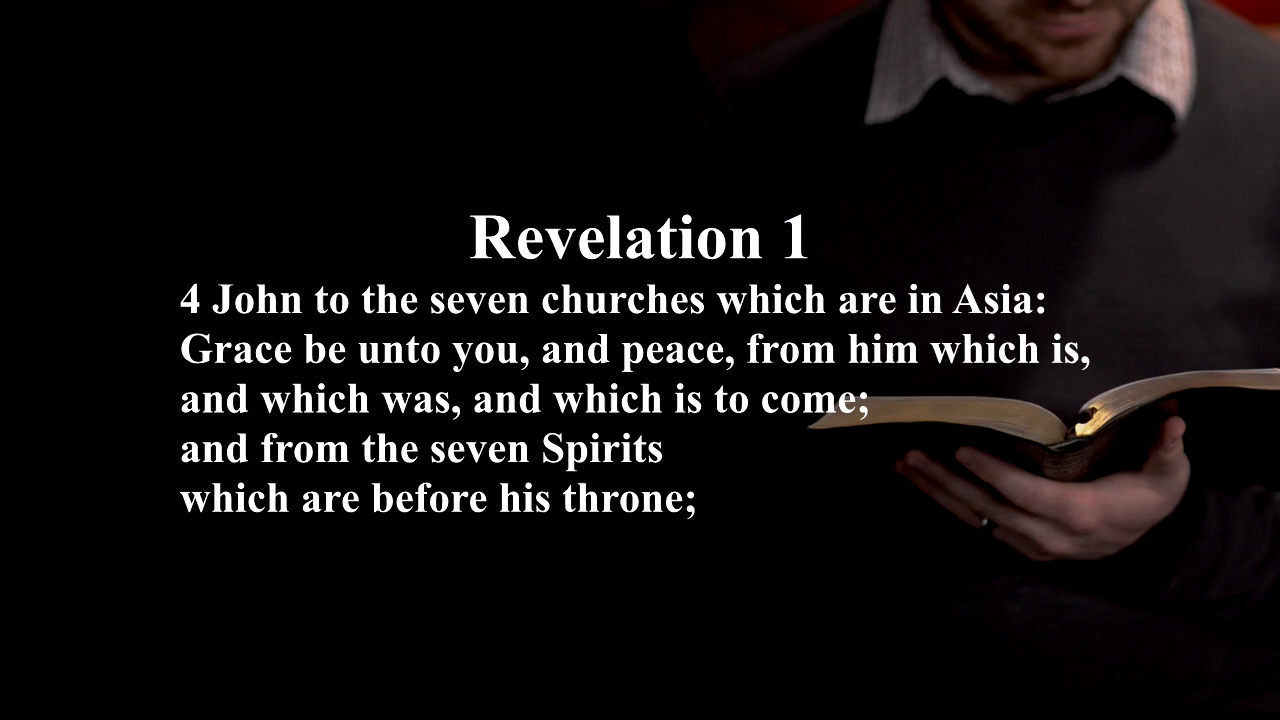 Revelation 1
4 John to the seven churches which are in Asia:
Grace be unto you, and peace, from him which is,
and which was, and which is to come;
and from the seven Spirits
which are before his throne;